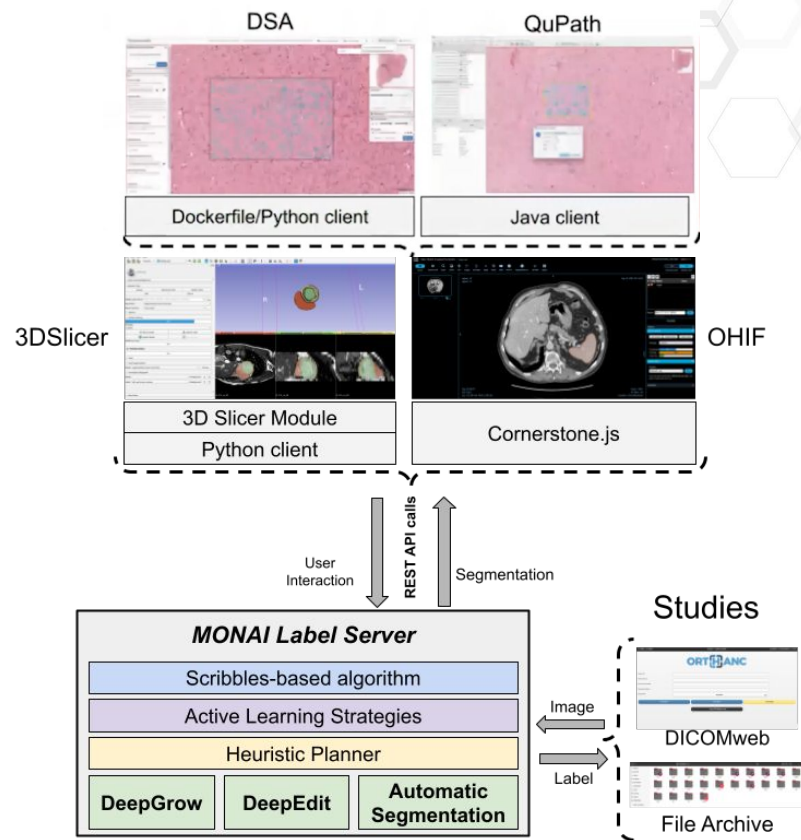 DSA
QuPath
Dockerfile/Python client
Java client
3DSlicer
R
L
OHIF
3D Slicer Module
Python client
Cornerstone.js
User
Interaction
REST API calls
Segmentation
MONAI Label Server
Scribbles-based algorithm
Active Learning Strategies
Heuristic Planner
DeepGrow
DeepEdit
Automatic
Segmentation
Image
Label
Studies
ORTHANC
DICOMweb
File Archive